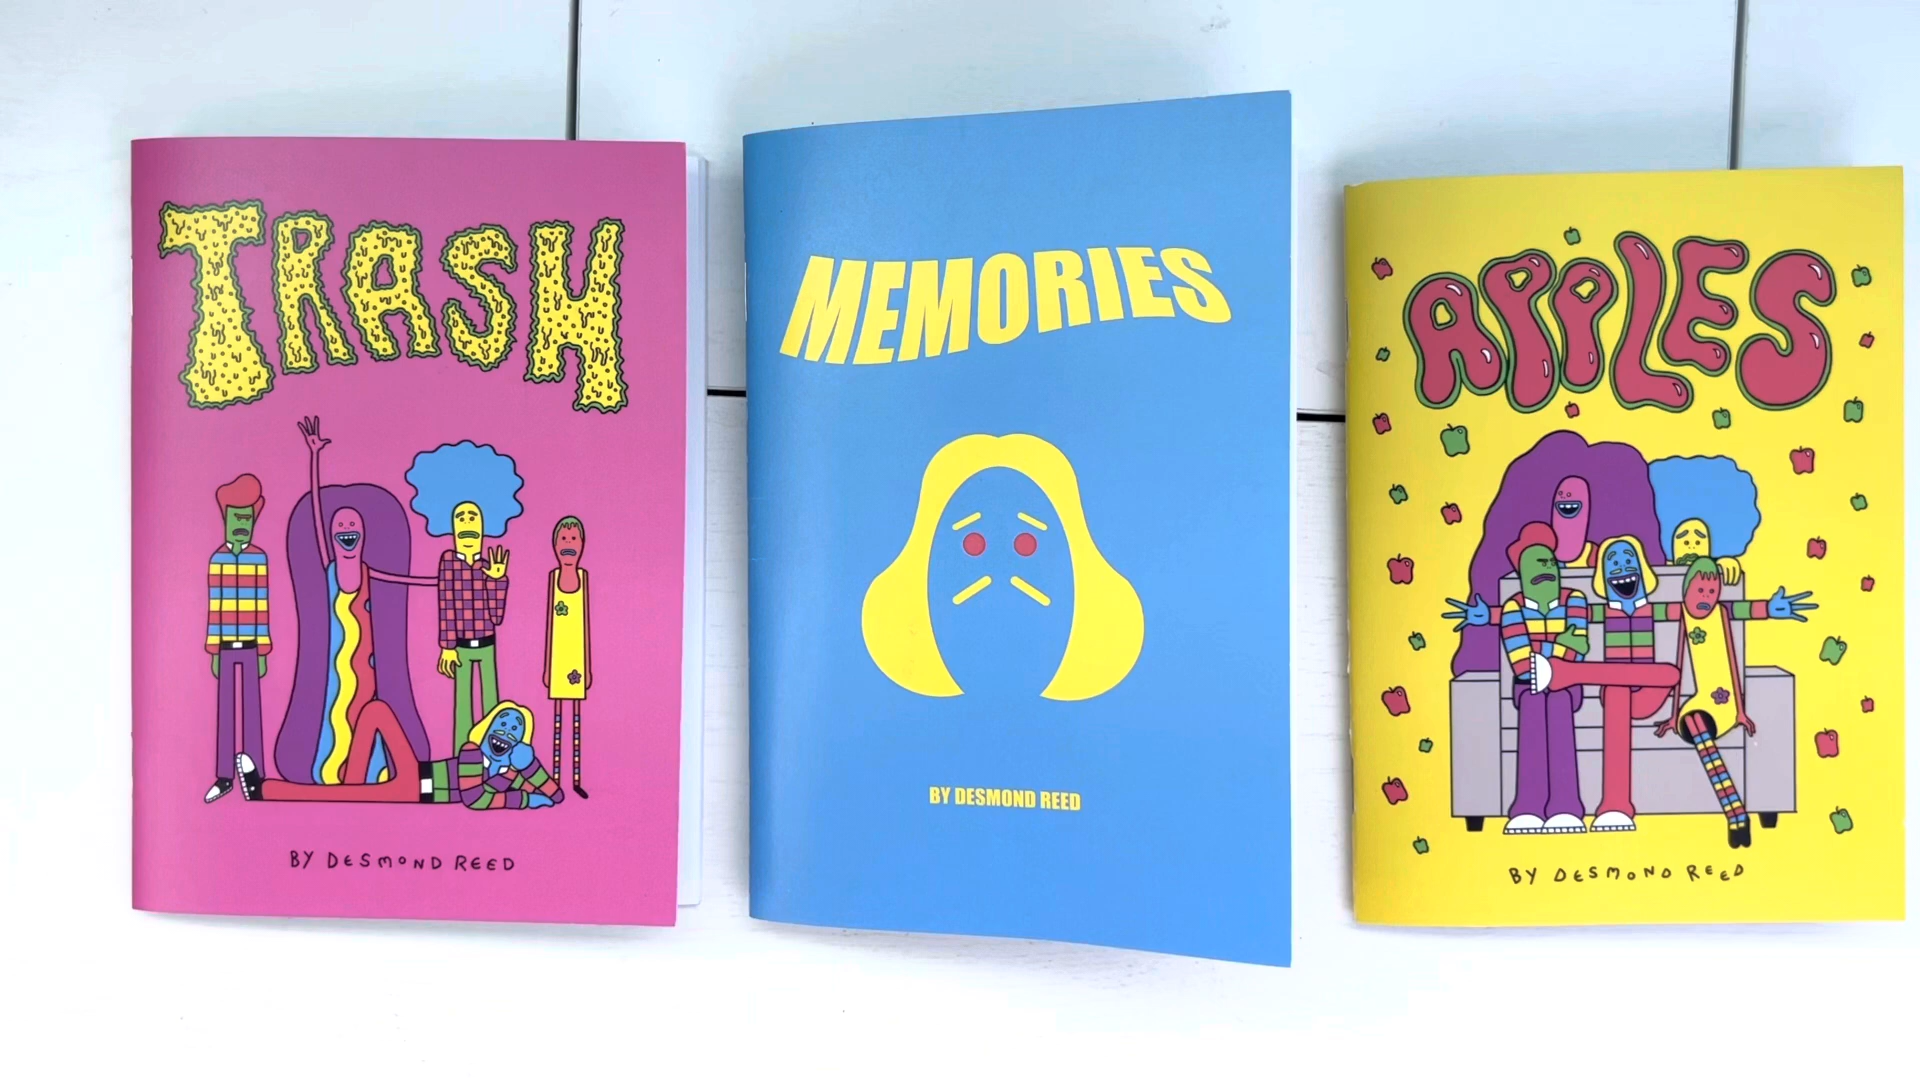 TRASH
BY DESMOND REED
MEMORIES
BY DESMOND REED
APPLES
BY DESMOND REED